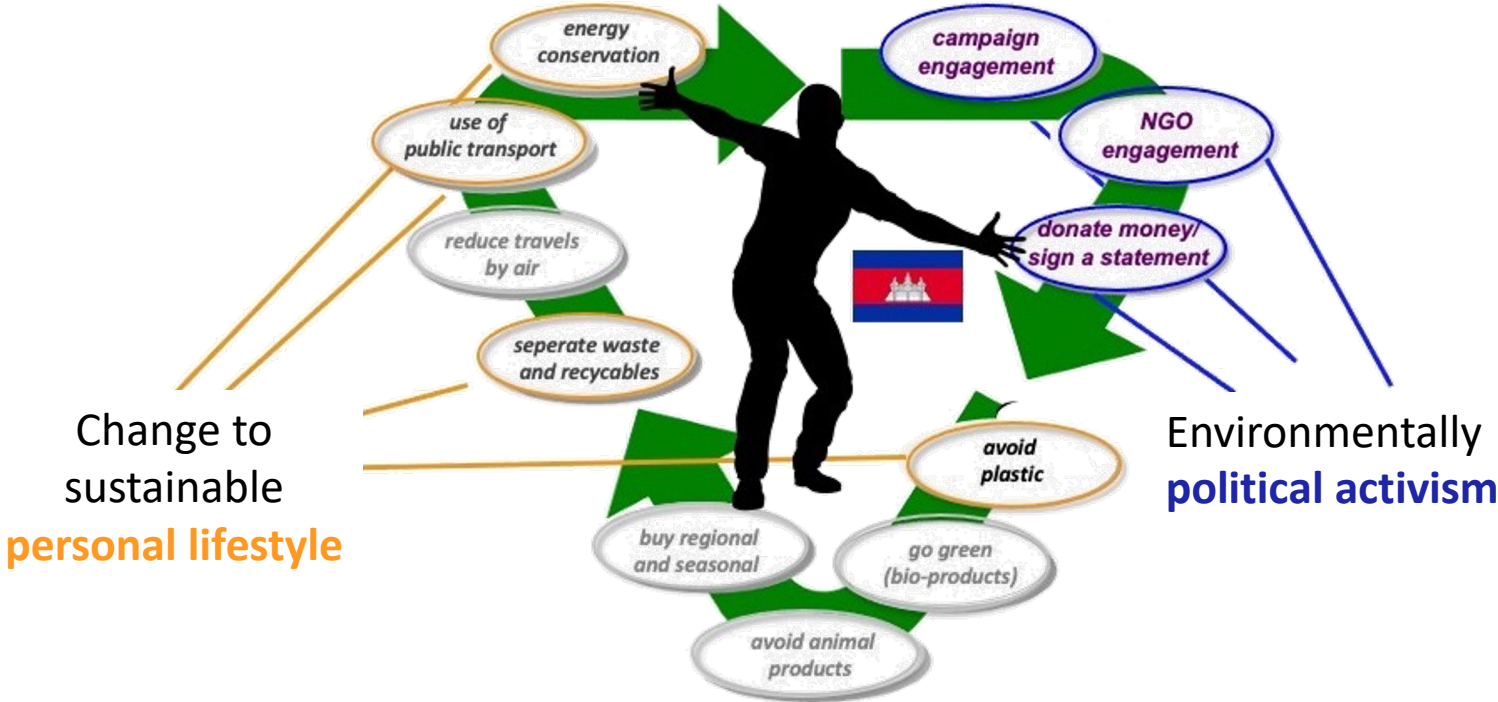 energy
conservation
campaign
engagement
use of
public transport
NGO
engagement
reduce travels
by air
donate money/
sign a statement
seperate waste
and recycables
Change to
sustainable
personal lifestyle
avoid
plastic
Environmentally
political activism
buy regional
and seasonal
go green
(bio-products)
avoid animal
products